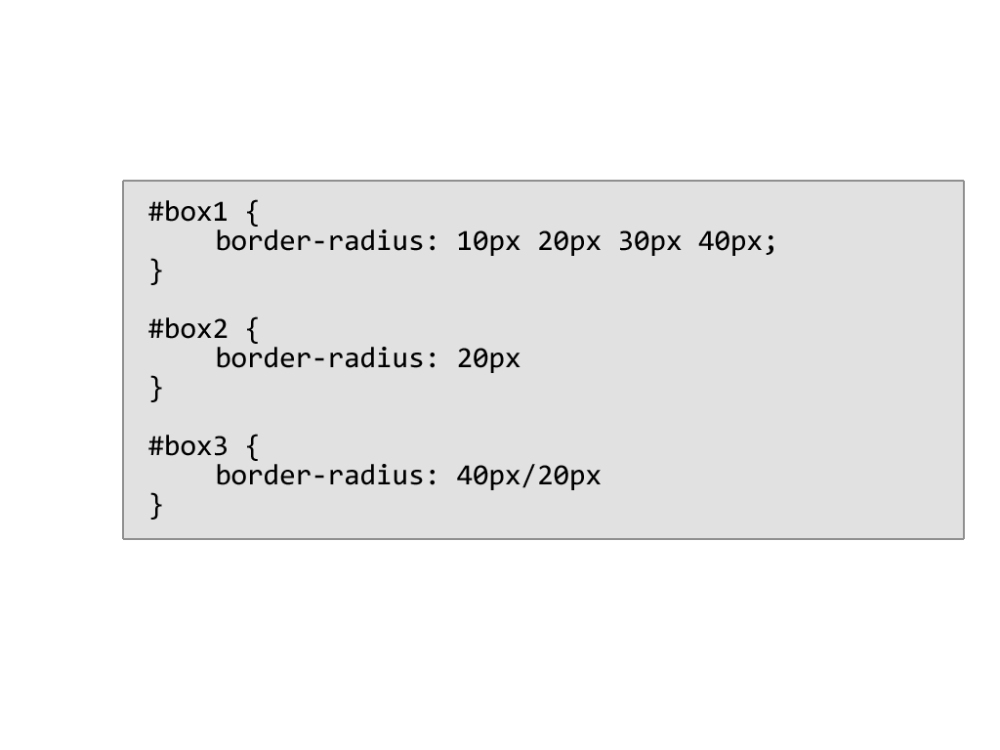 #box1 {
    border-radius: 10px 20px 30px 40px;
}

#box2 {
    border-radius: 20px
}

#box3 {
    border-radius: 40px/20px
}